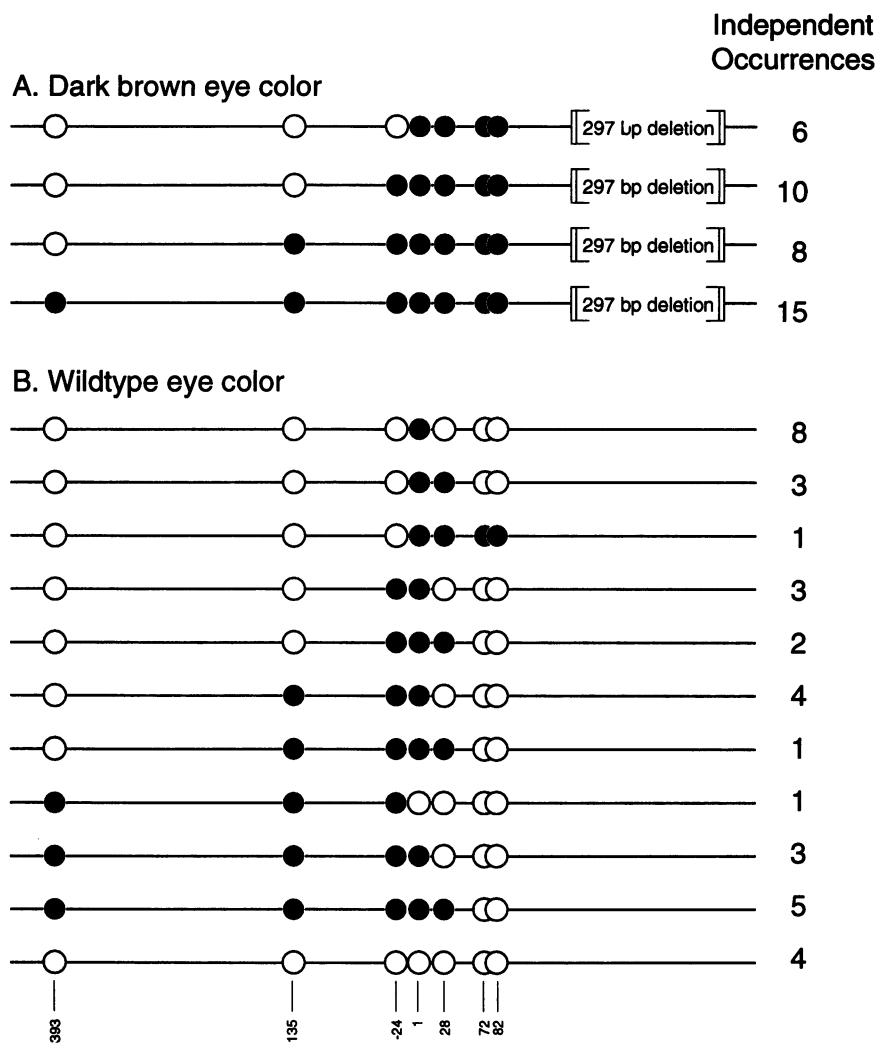 Independent
Occurrences
A. Dark brown eye color
297 bp deletion 6
297 bp deletion 10
297 bp deletion 8
297 bp deletion 15
B. Wildtype eye color
8
3
1
3
2
4
1
1
3
5
4
393 135 -24 1 28 72 82